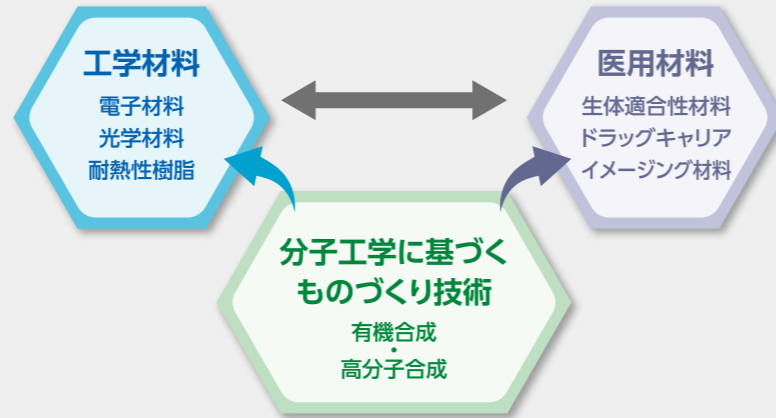 工学材料
電子材料
光学材料
耐熱性樹脂
医用材料
生体適合性材料
ドラッグキャリア
イメージング材料
分子工学に基づく
ものづくり技術
有機合成
・
高分子合成